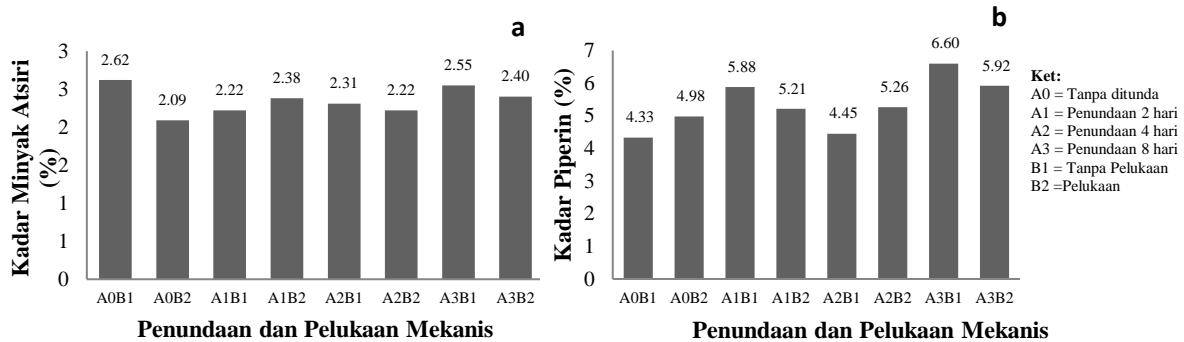 a
Kadar Minyak Atsiri
(%)
3
3
2
2
1
1
0
2.62
2.09
2.22
2.38
2.31
2.22
2.55
2.40
A0B1 A0B2 A1B1 A1B2 A2B1 A2B2 A3B1 A3B2
Penundaan dan Pelukaan Mekanis
b
Kadar Piperin (%)
7
6
5
4
3
2
1
0
4.33
4.98
5.88
5.21
4.45
5.26
6.60
5.92
A0B1 A0B2 A1B1 A1B2 A2B1 A2B2 A3B1 A3B2
Penundaan dan Pelukaan Mekanis
Ket:
A0 = Tanpa ditunda
A1 = Penundaan 2 hari
A2 = Penundaan 4 hari
A3 = Penundaan 8 hari
B1 = Tanpa Pelukaan
B2 =Pelukaan